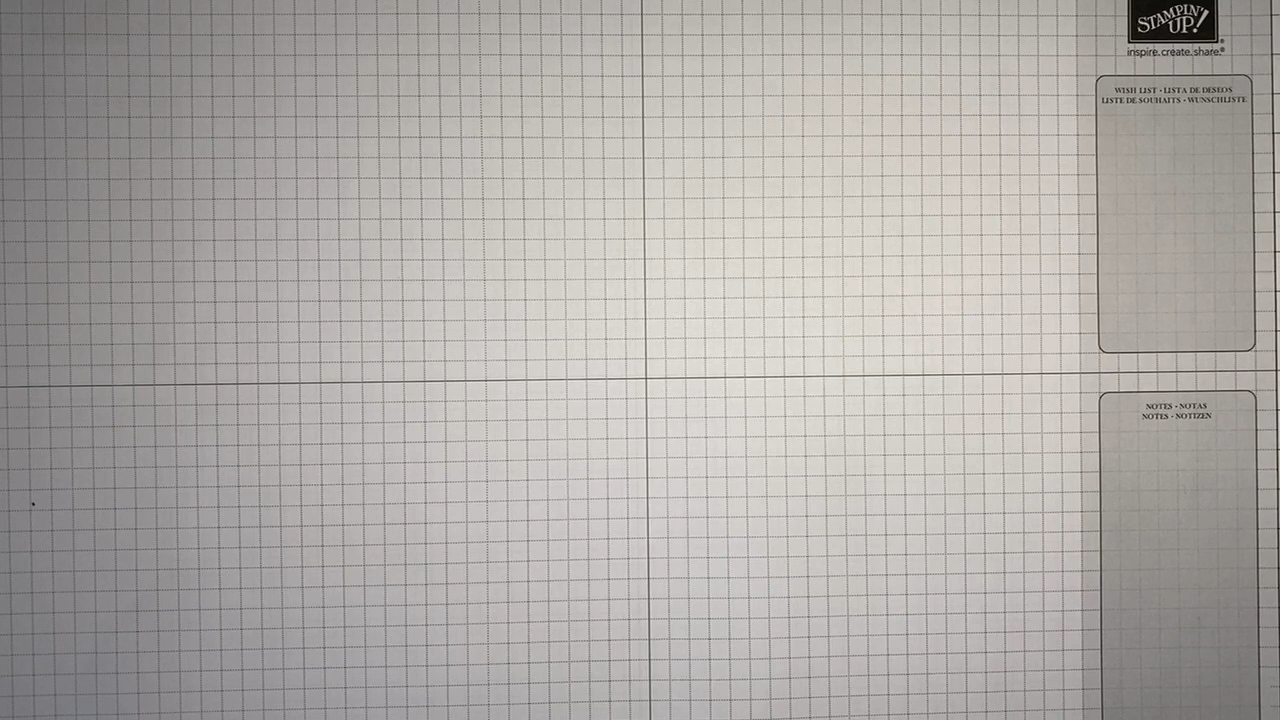 STAMPIN'
UP!®
inspire.create.share.®
WISH LIST • LISTA DE DESEOS
LISTE DE SOUHAITS • WUNSCHLISTE
NOTES • NOTAS
NOTES • NOTIZEN